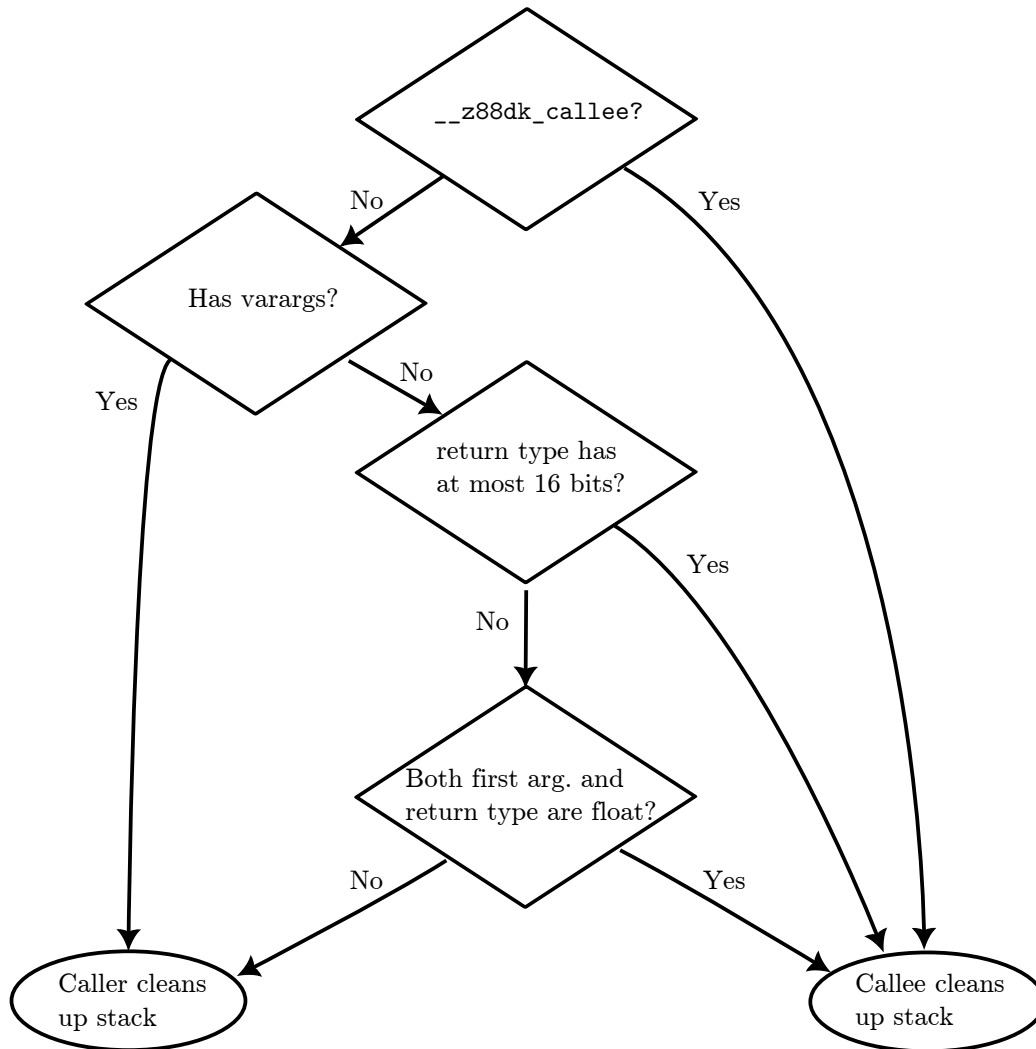 __z88dk_callee?
No
Yes
Has varargs?
Yes
No
return type has
at most 16 bits?
Yes
No
Both first arg. and
return type are float?
No
Yes
Caller cleans
up stack
Callee cleans
up stack